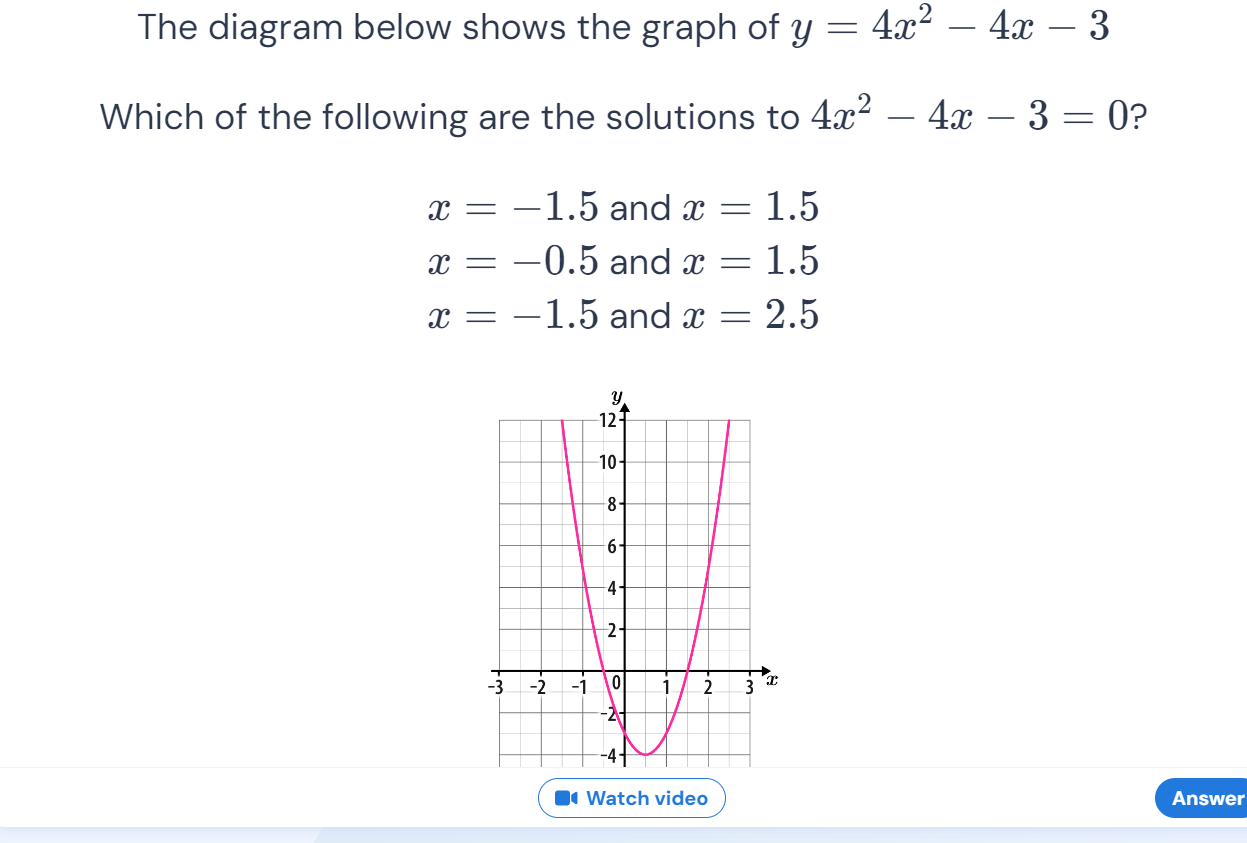 The diagram below shows the graph of y = 4x² − 4x − 3
Which of the following are the solutions to 4x² − 4x − 3 = 0?
x = −1.5 and x = 1.5
x = −0.5 and x = 1.5
x = −1.5 and x = 2.5
y
12
10
8
6
4
2
-3 -2 -1 0 1 2 3 x
-2
-4
Watch video
Answer